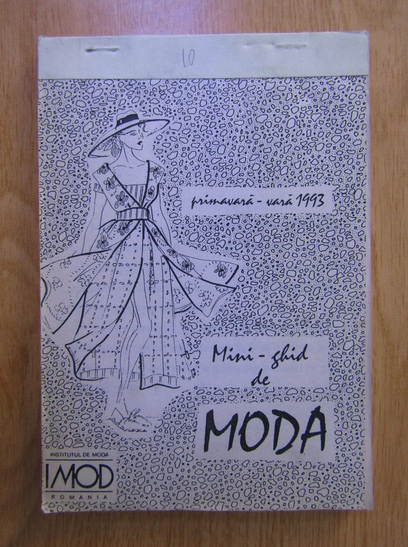 10
primavară - vară 1993
Mini - ghid
de
MODA
INSTITUTUL DE MODA
IMOD
ROMANIA